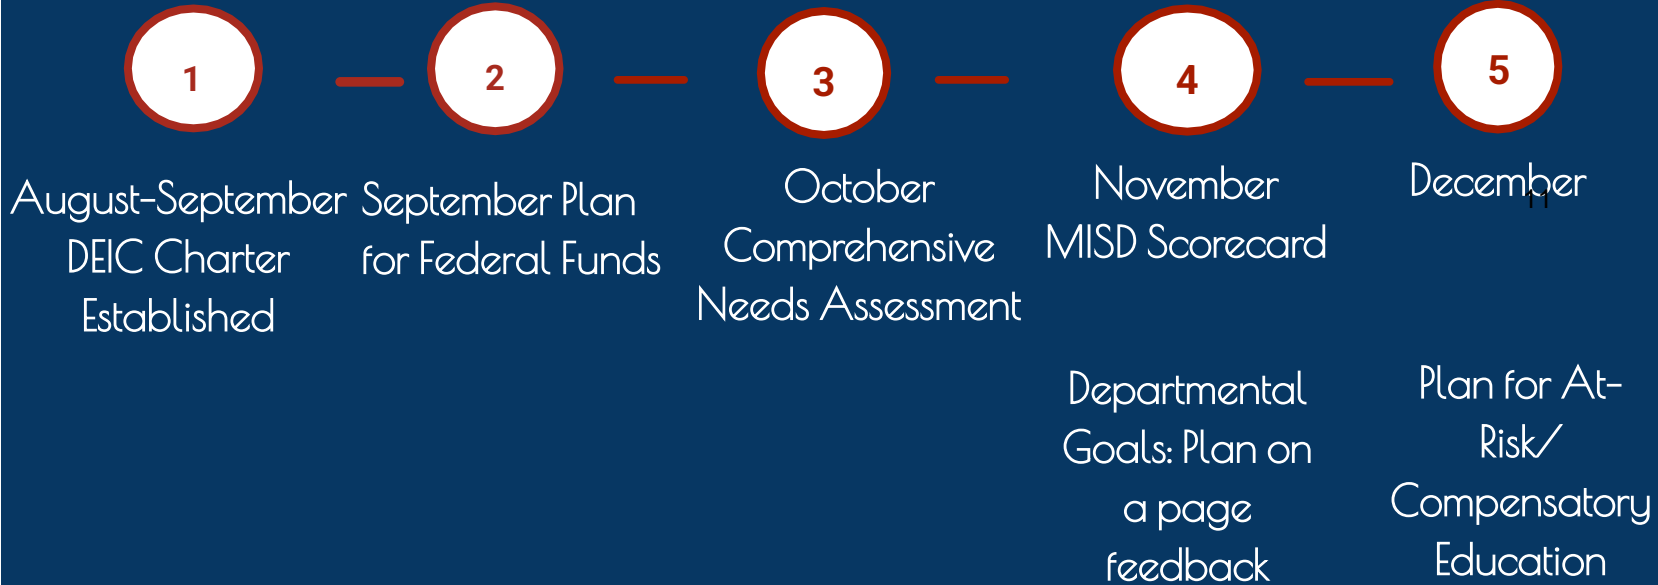 1
2
3
4
5
August-September
DEIC Charter
Established
September Plan
for Federal Funds
October
Comprehensive
Needs Assessment
November
MISD Scorecard
Departmental
Goals: Plan on
a page
feedback
December
11
Plan for At-
Risk/
Compensatory
Education